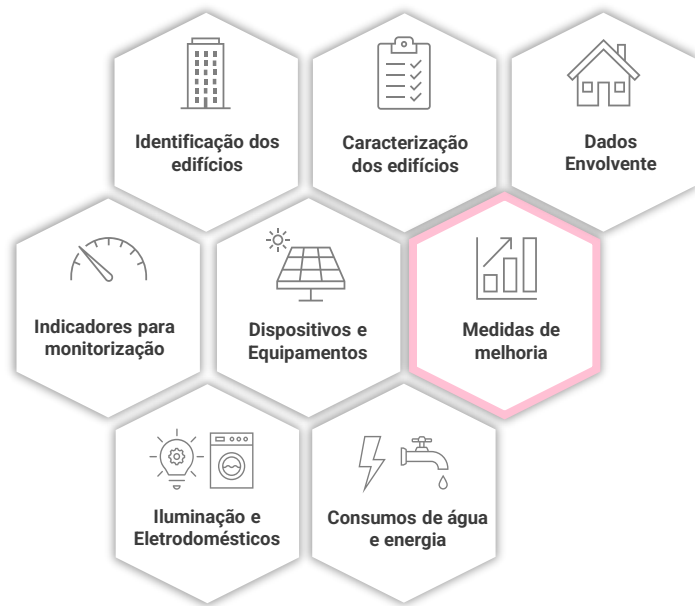 Identificação dos
edifícios
Caracterização
dos edifícios
Dados
Envolvente
Indicadores para
monitorização
Dispositivos e
Equipamentos
Medidas de
melhoria
Iluminação e
Eletrodomésticos
Consumos de água
e energia